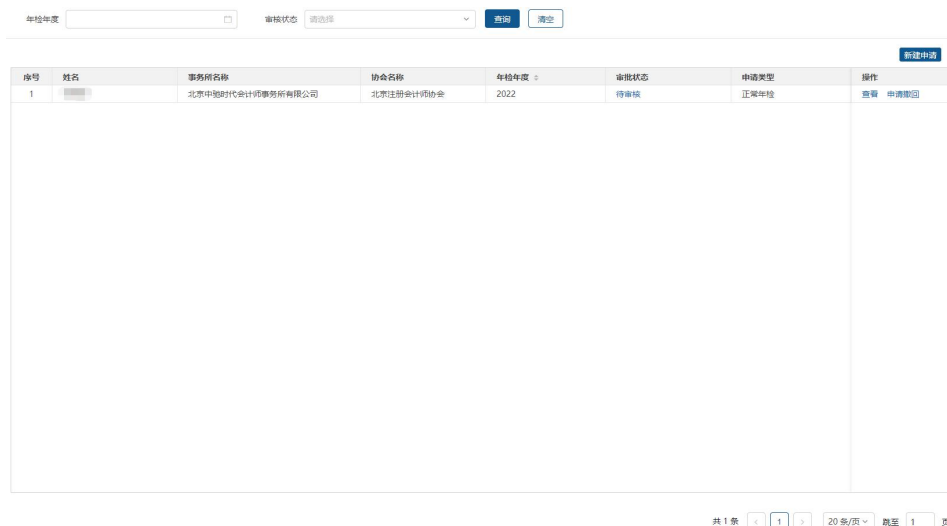 年检年度 审核状态 请选择 查询 清空
新建申请
序号 姓名 事务所名称 协会名称 年检年度 审批状态 申请类型 操作
1 北京中驰时代会计师事务所有限公司 北京注册会计师协会 2022 待审核 正常年检 查看 申请撤回
共 1 条 < 1 > 20 条/页 跳至 1 页